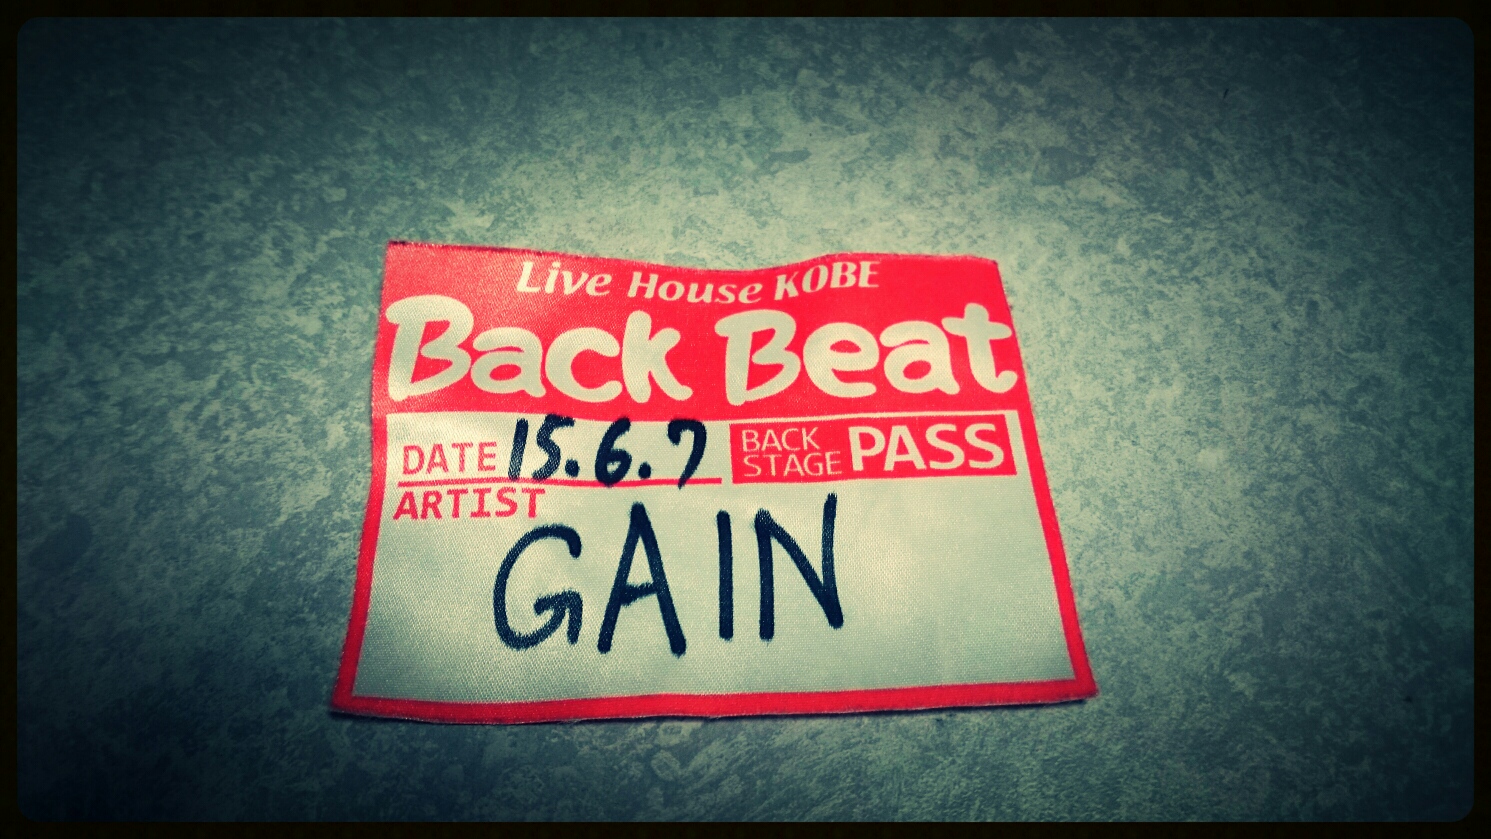 Live House KOBE
Back Beat
DATE 15.6.7
BACK STAGE PASS
ARTIST
GAIN